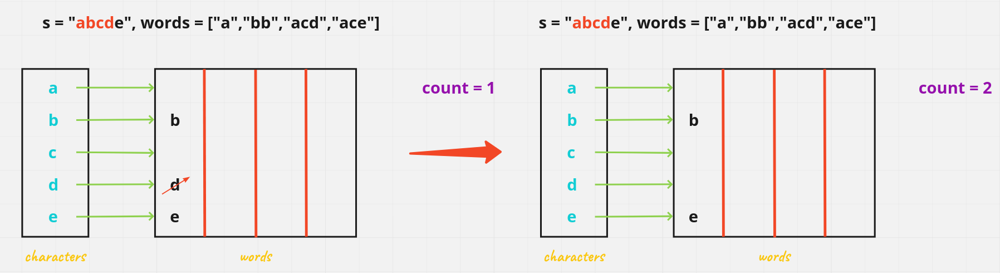 s = "abcde", words = ["a","bb","acd","ace"]
a
b b
c
d d
e e
characters words
count = 1
s = "abcde", words = ["a","bb","acd","ace"]
a
b b
c
d
e e
characters words
count = 2